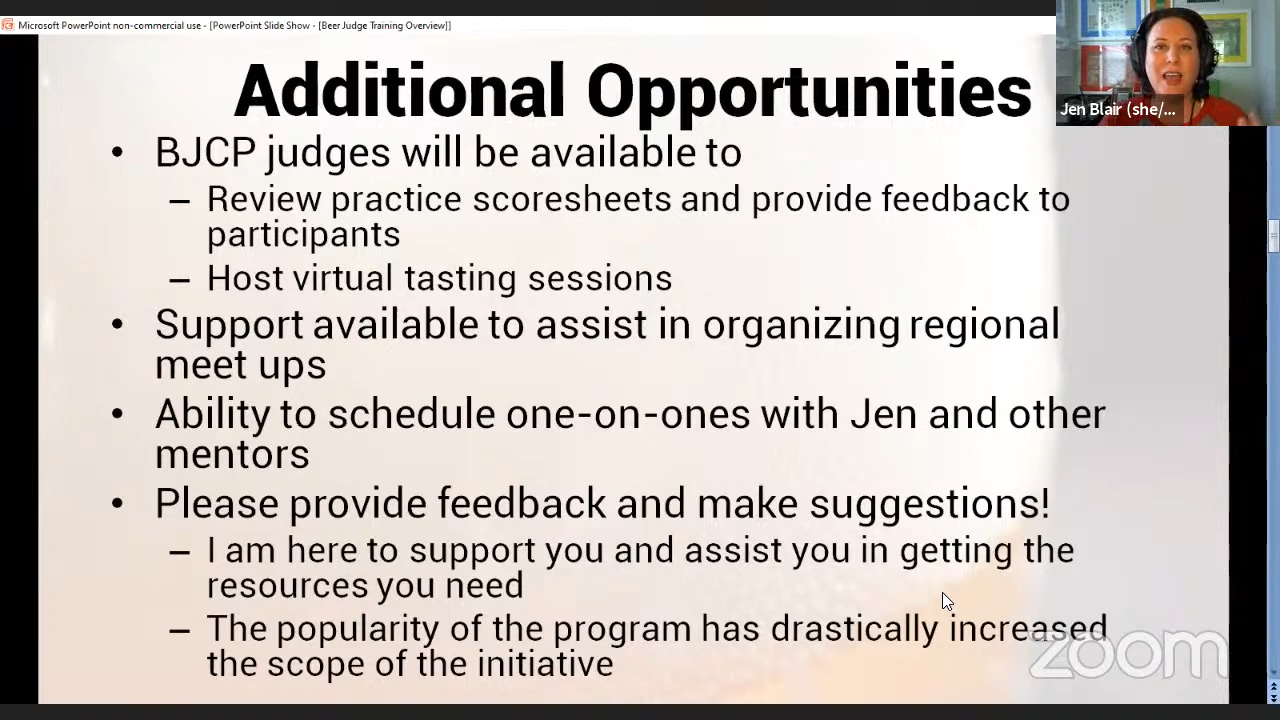 Microsoft PowerPoint non-commercial use - [PowerPoint Slide Show - [Beer Judge Training Overview]]
Jen Blair (she/...
Additional Opportunities
• BJCP judges will be available to
– Review practice scoresheets and provide feedback to
participants
– Host virtual tasting sessions
• Support available to assist in organizing regional
meet ups
• Ability to schedule one-on-ones with Jen and other
mentors
• Please provide feedback and make suggestions!
– I am here to support you and assist you in getting the
resources you need
– The popularity of the program has drastically increased
the scope of the initiative
zoom